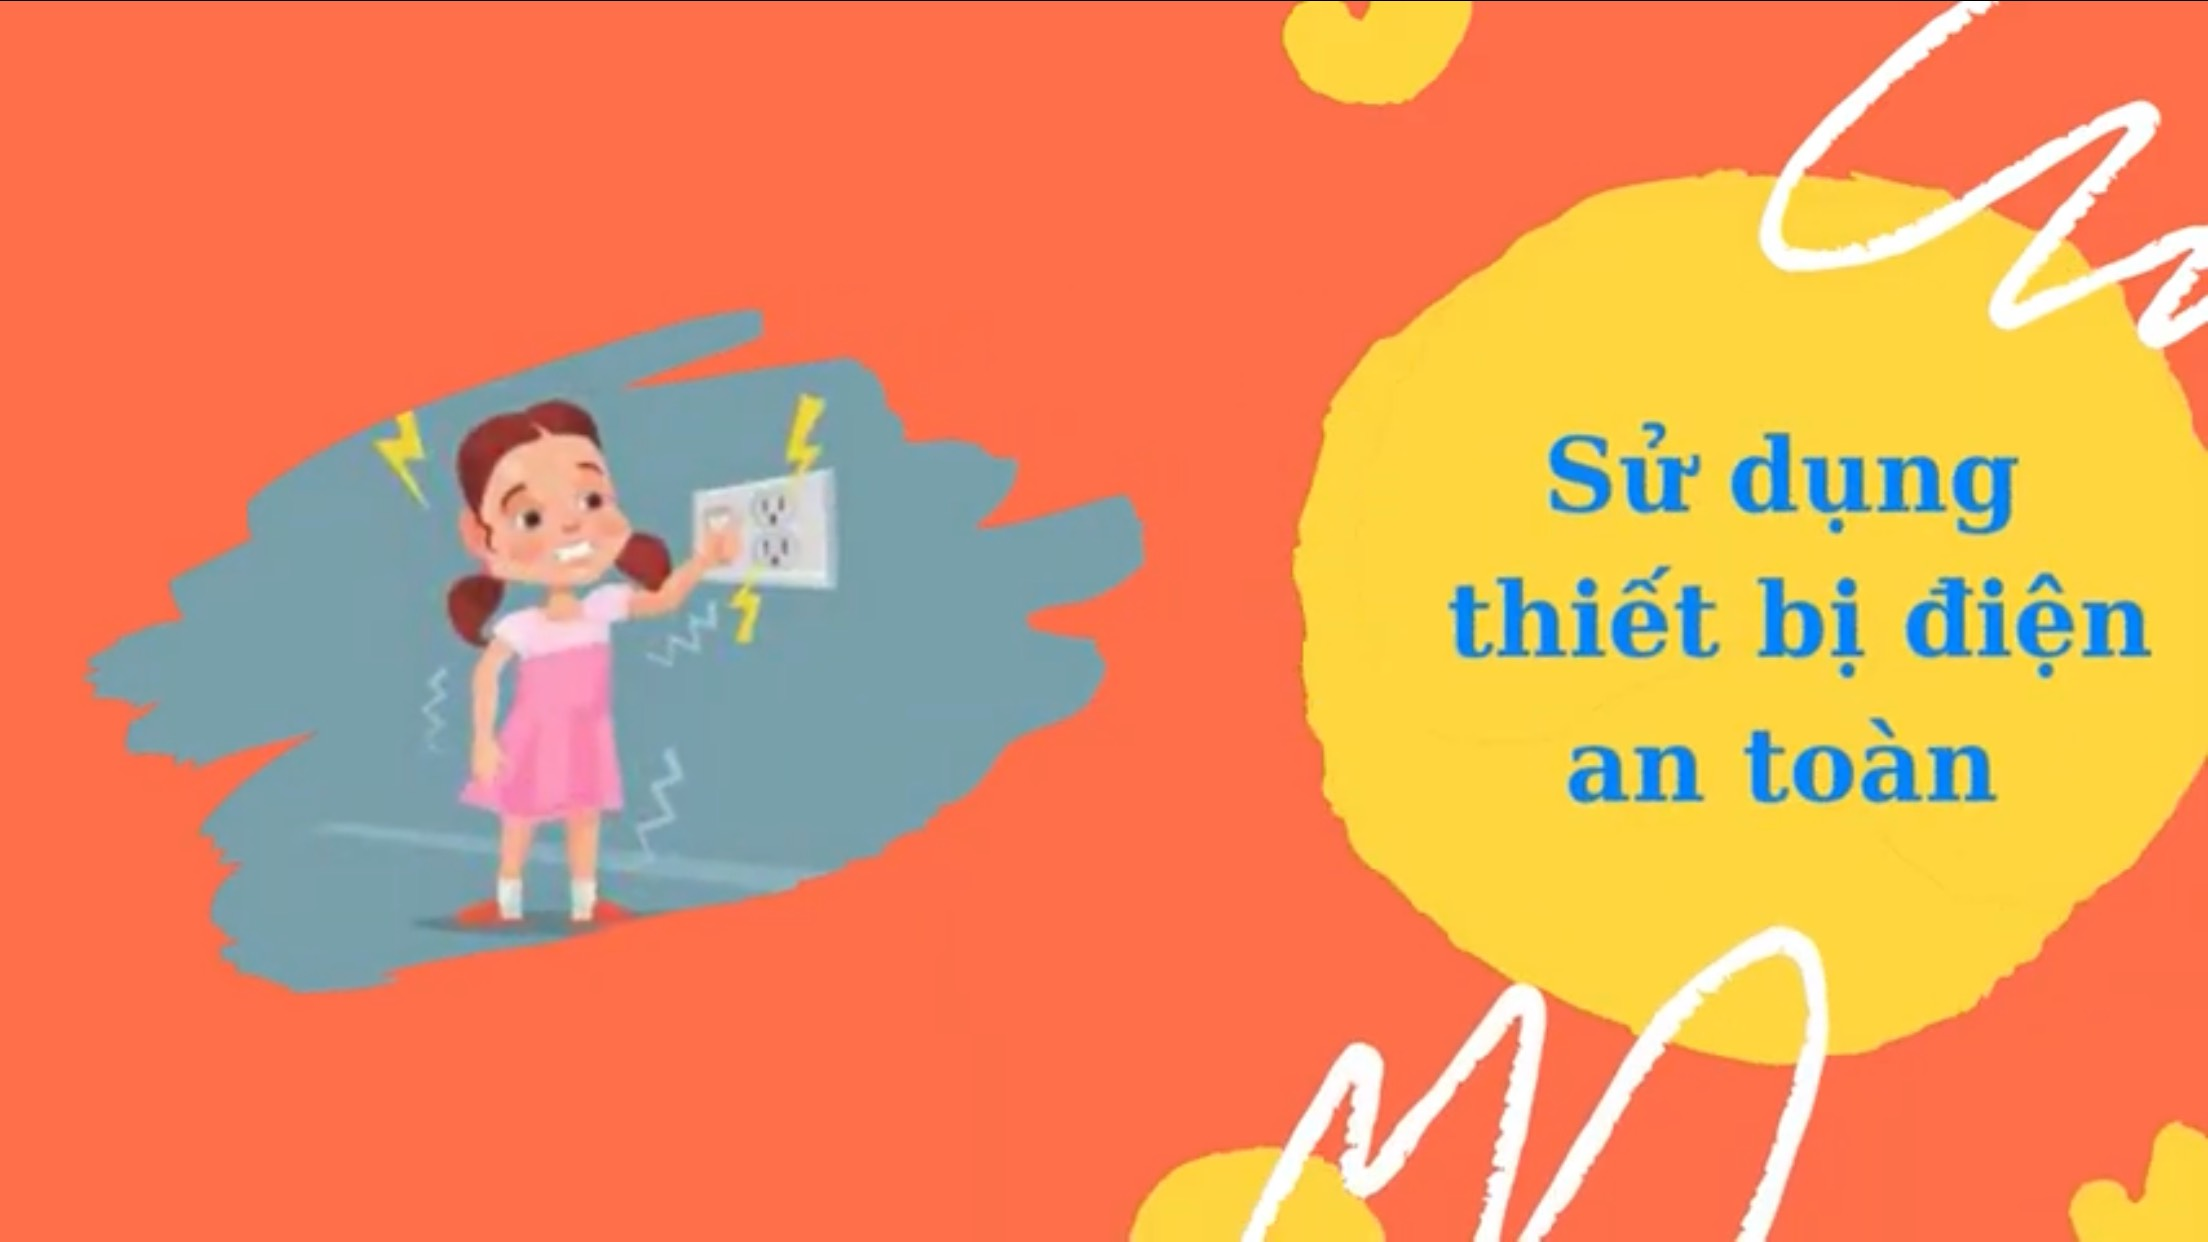 Sử dụng
thiết bị điện
an toàn